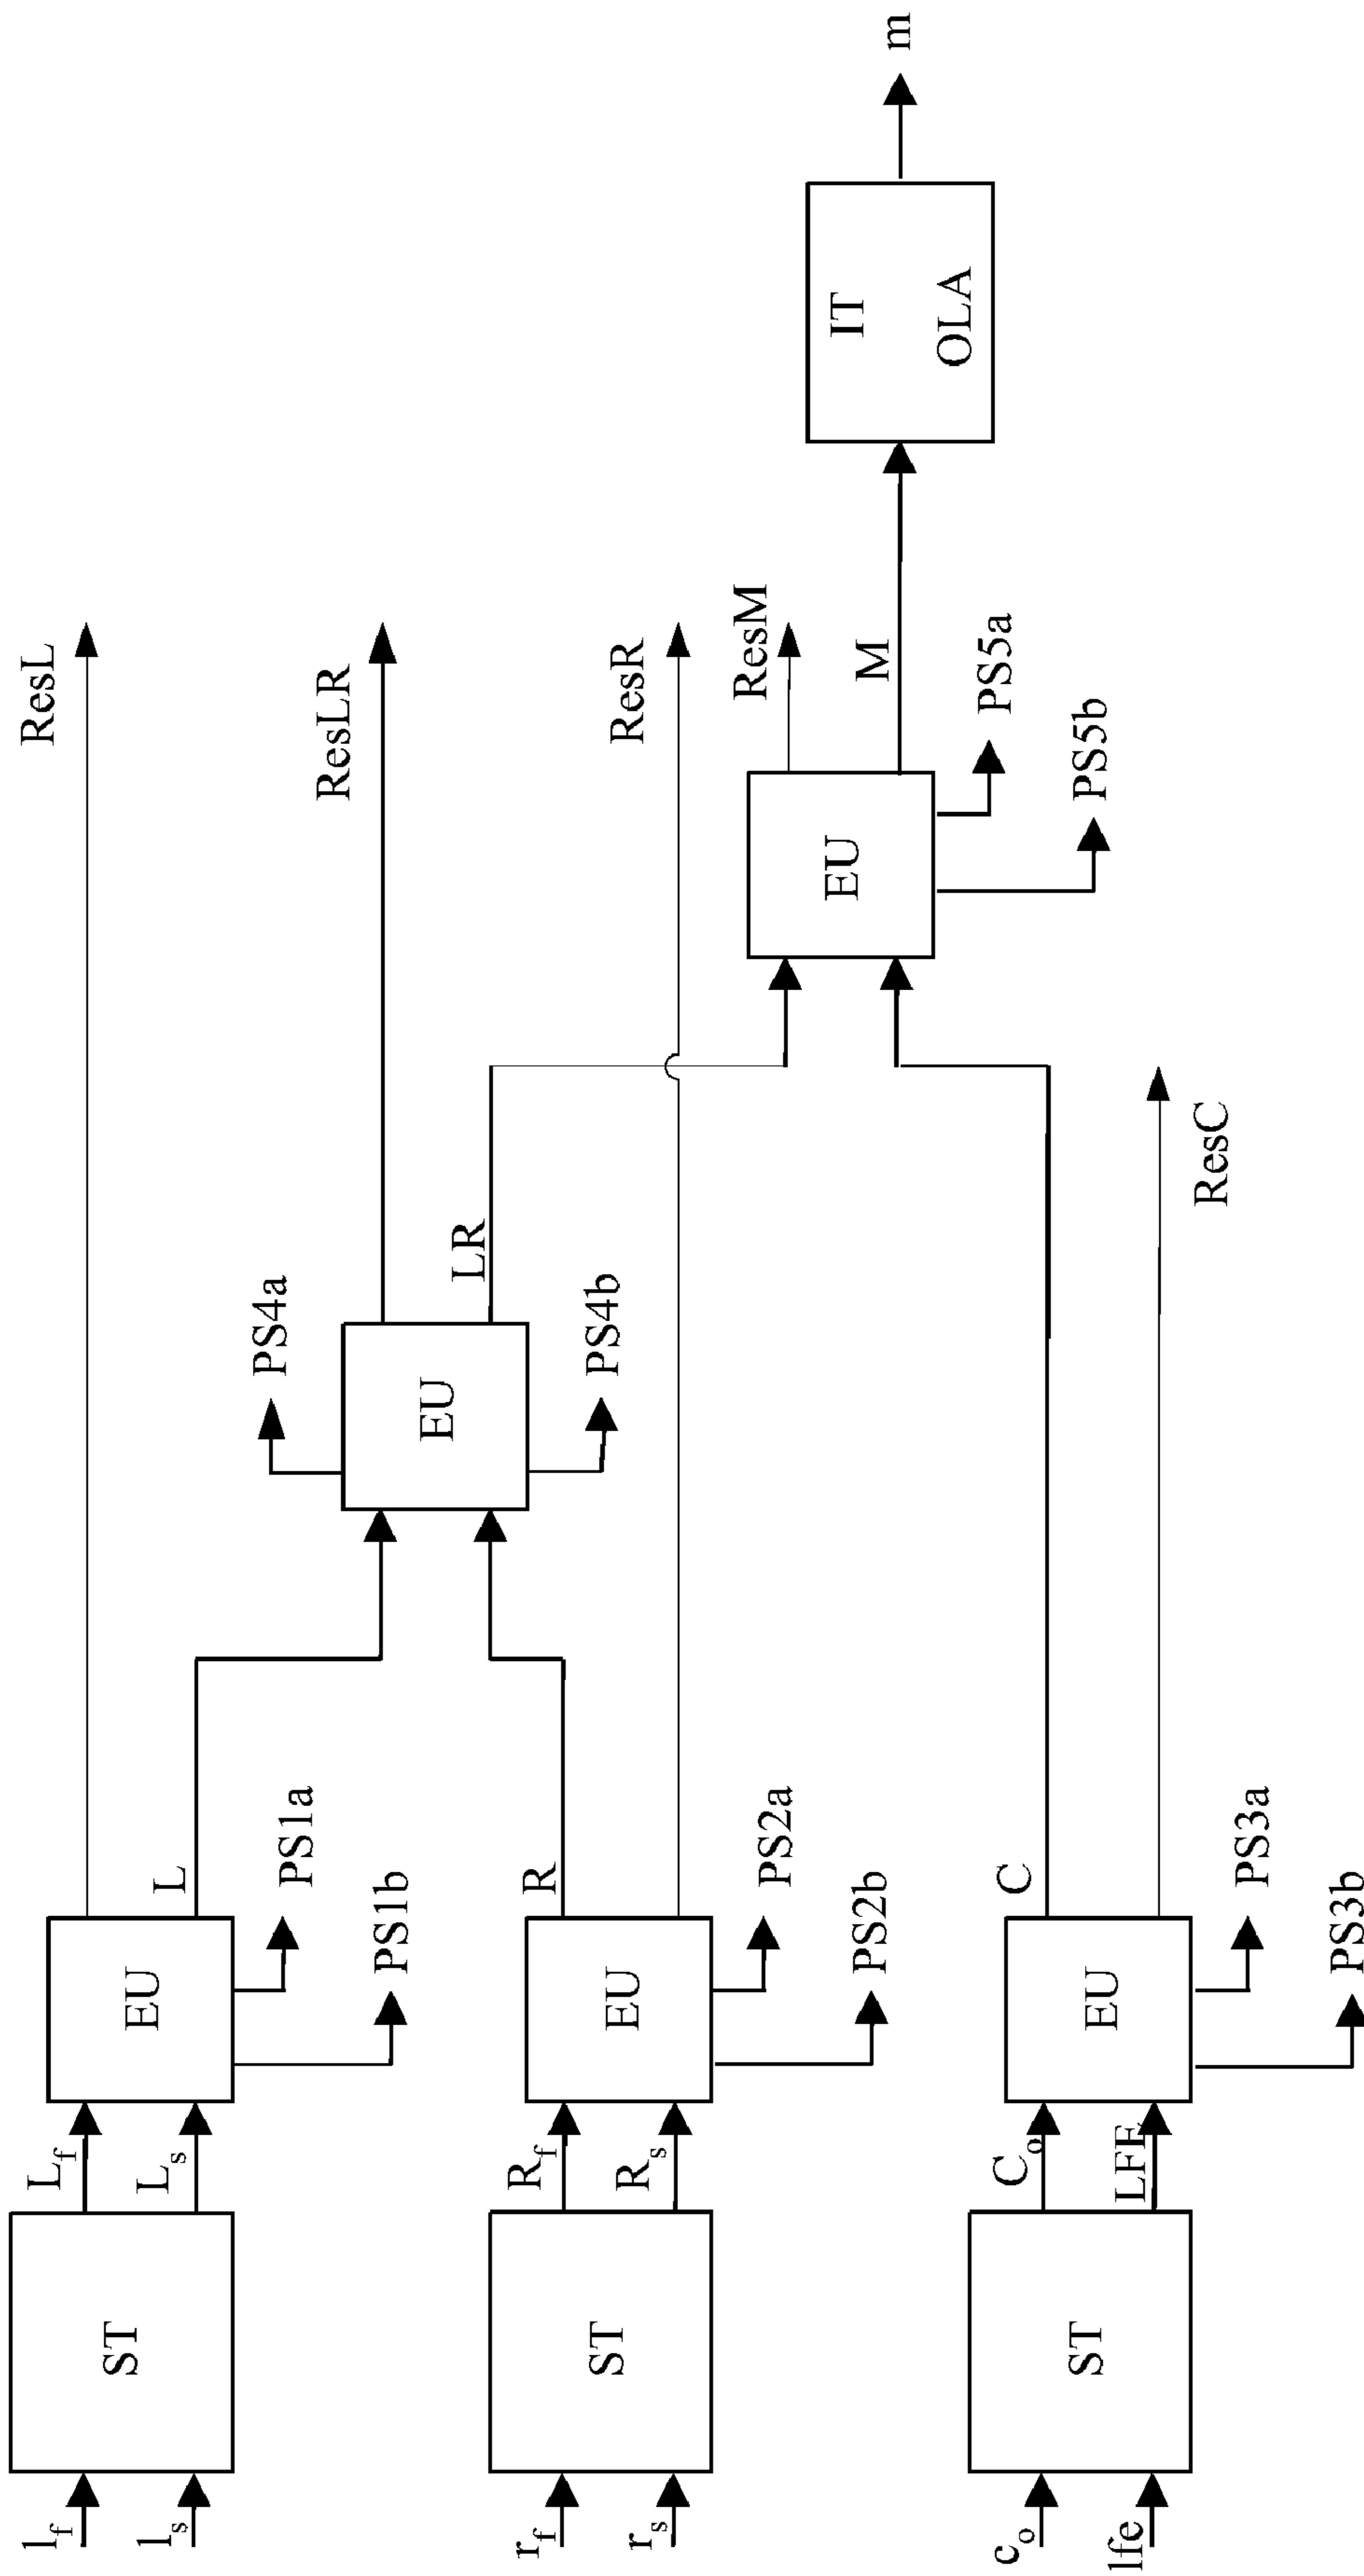 l_f
l_s
ST
L_f
L_s
EU
L
ResL
PS1a
PS1b
r_f
r_s
ST
R_f
R_s
EU
R
ResR
PS2a
PS2b
c_o
lfe
ST
C_o
LFE
EU
C
ResC
PS3a
PS3b
EU
PS4a
PS4b
LR
ResLR
EU
ResM
M
PS5a
PS5b
IT
OLA
m